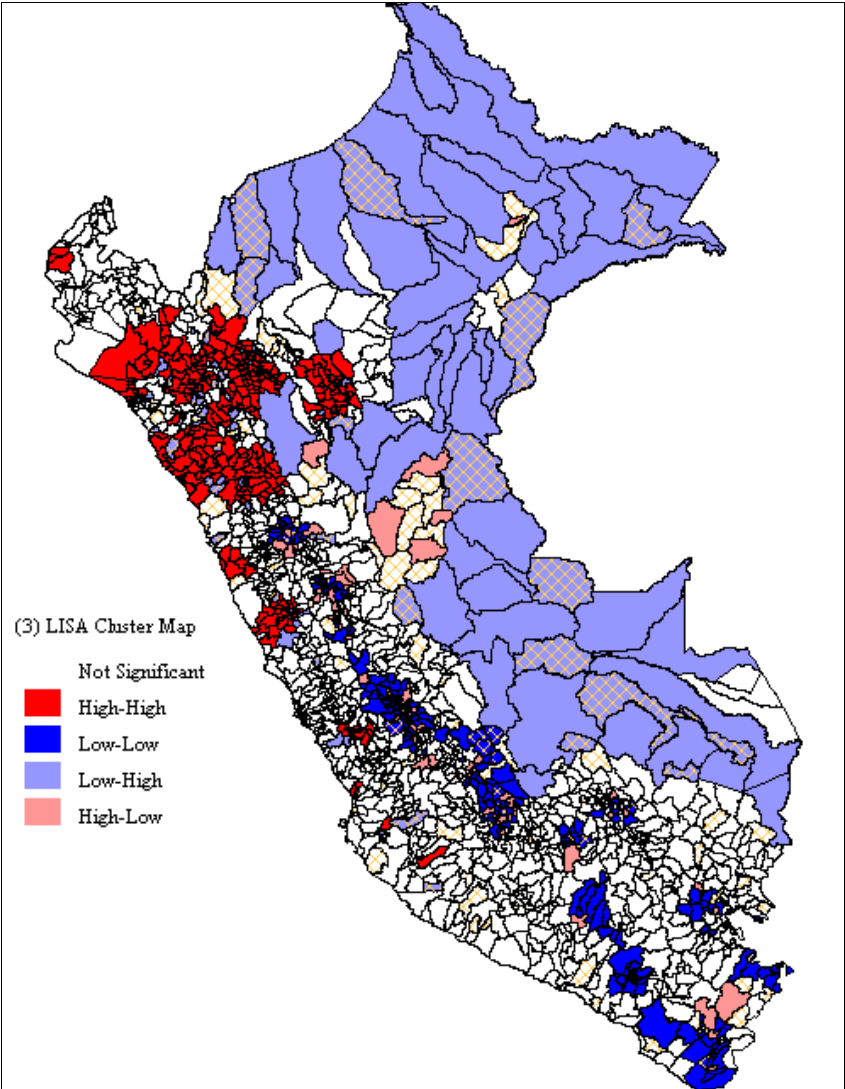 (3) LISA Cluster Map
Not Significant
High-High
Low-Low
Low-High
High-Low